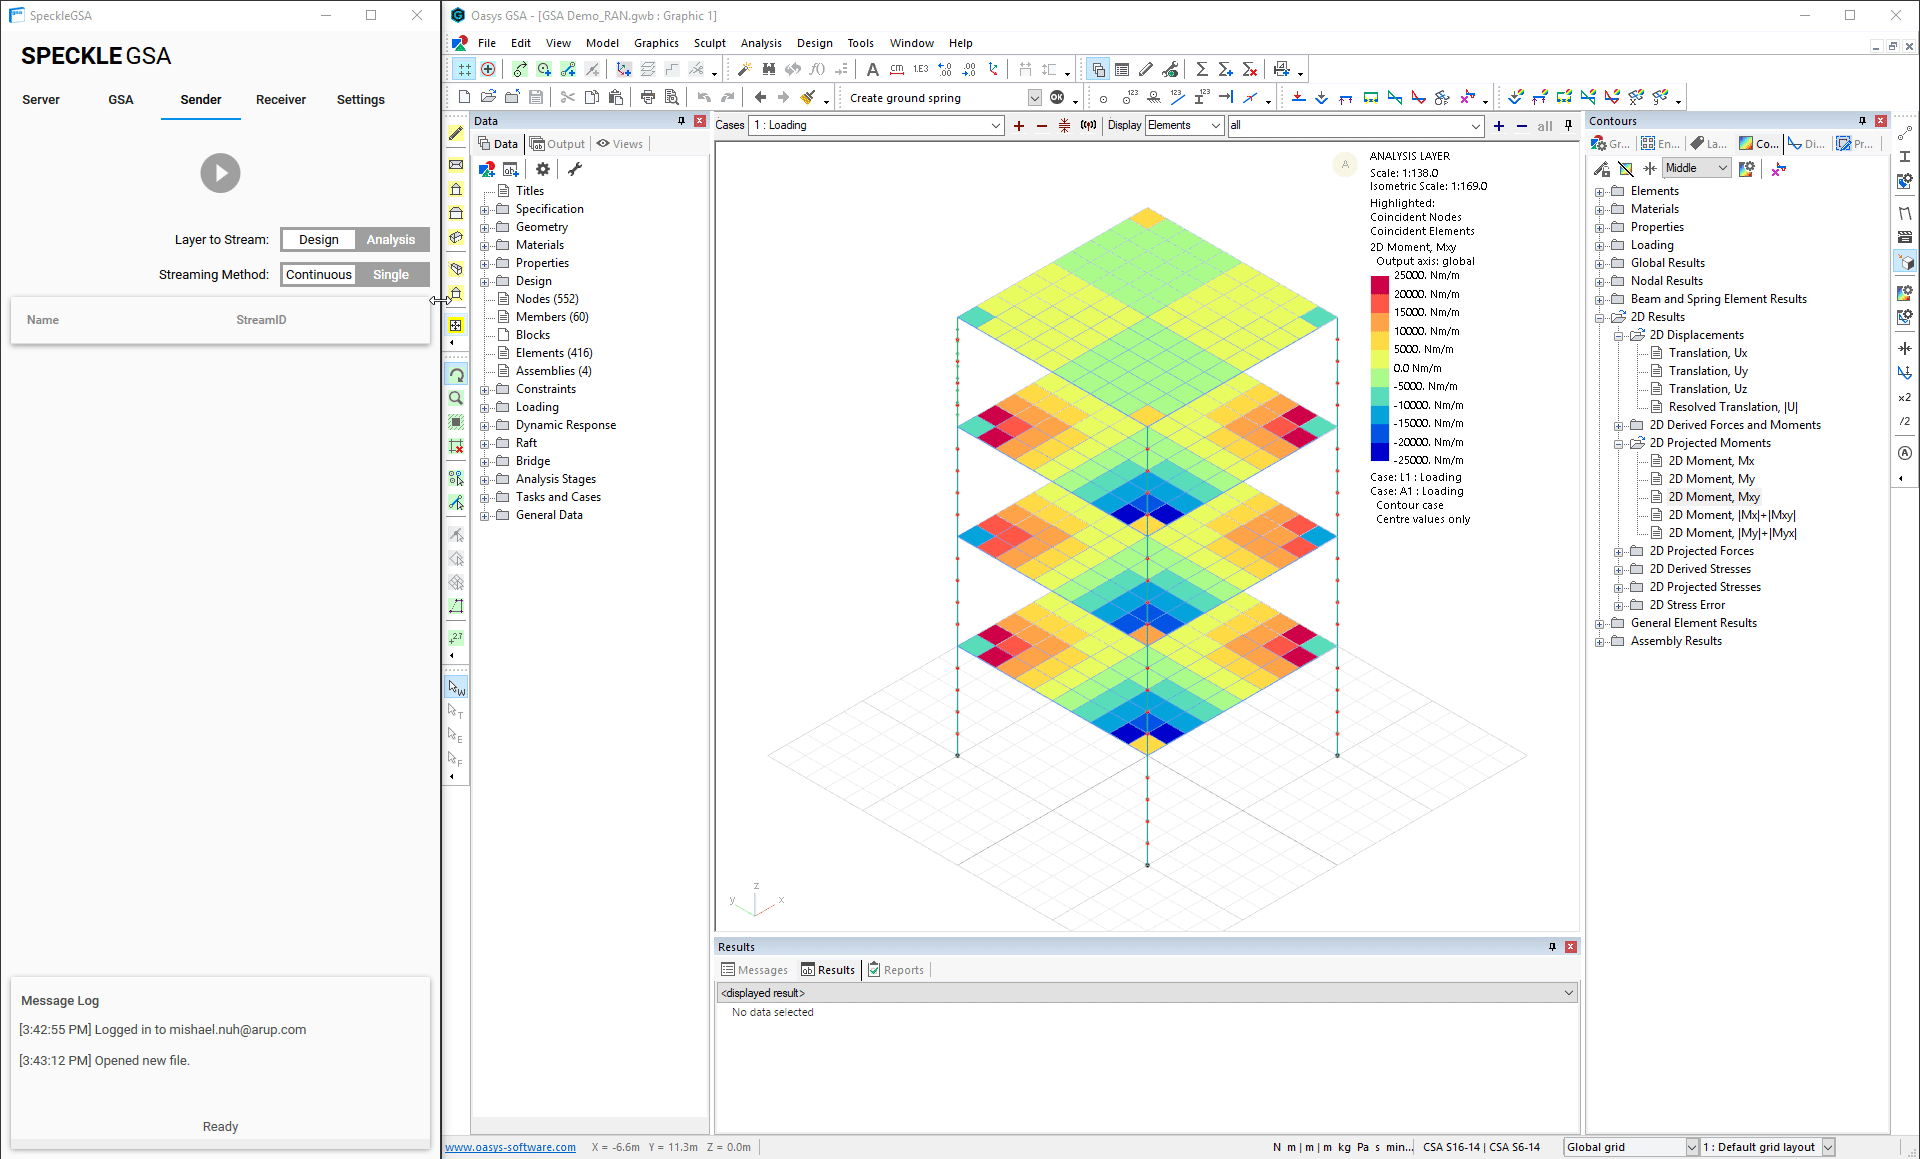 SpeckleGSA
SPECKLE GSA
Server
GSA
Sender
Receiver
Settings
Layer to Stream:
Design
Analysis
Streaming Method:
Continuous
Single
Name
StreamID
Message Log
[3:42:55 PM] Logged in to mishael.nuh@arup.com
[3:43:12 PM] Opened new file.
Ready
Oasys GSA - [GSA Demo_RAN.gwb : Graphic 1]
File
Edit
View
Model
Graphics
Sculpt
Analysis
Design
Tools
Window
Help
Create ground spring
OK
Data
Data
Output
Views
Titles
Specification
Geometry
Materials
Properties
Design
Nodes (552)
Members (60)
Blocks
Elements (416)
Assemblies (4)
Constraints
Loading
Dynamic Response
Raft
Bridge
Analysis Stages
Tasks and Cases
General Data
Cases
1 : Loading
Display
Elements
all
all
A
ANALYSIS LAYER
Scale: 1:138.0
Isometric Scale: 1:169.0
Highlighted:
Coincident Nodes
Coincident Elements
2D Moment, Mxy
Output axis: global
25000. Nm/m
20000. Nm/m
15000. Nm/m
10000. Nm/m
5000. Nm/m
0.0 Nm/m
-5000. Nm/m
-10000. Nm/m
-15000. Nm/m
-20000. Nm/m
-25000. Nm/m
Case: L1 : Loading
Case: A1 : Loading
Contour case
Centre values only
z
y
x
Results
Messages
Results
Reports
<displayed result>
No data selected
Contours
Gr...
En...
La...
Co...
Di...
Pr...
Middle
Elements
Materials
Properties
Loading
Global Results
Nodal Results
Beam and Spring Element Results
2D Results
2D Displacements
Translation, Ux
Translation, Uy
Translation, Uz
Resolved Translation, |U|
2D Derived Forces and Moments
2D Projected Moments
2D Moment, Mx
2D Moment, My
2D Moment, Mxy
2D Moment, |Mx|+|Mxy|
2D Moment, |My|+|Myx|
2D Projected Forces
2D Derived Stresses
2D Projected Stresses
2D Stress Error
General Element Results
Assembly Results
x2
/2
www.oasys-software.com
X = -6.6m Y = 11.3m Z = 0.0m
N m | m | m kg Pa s min...
CSA S16-14 | CSA S6-14
Global grid
1 : Default grid layout